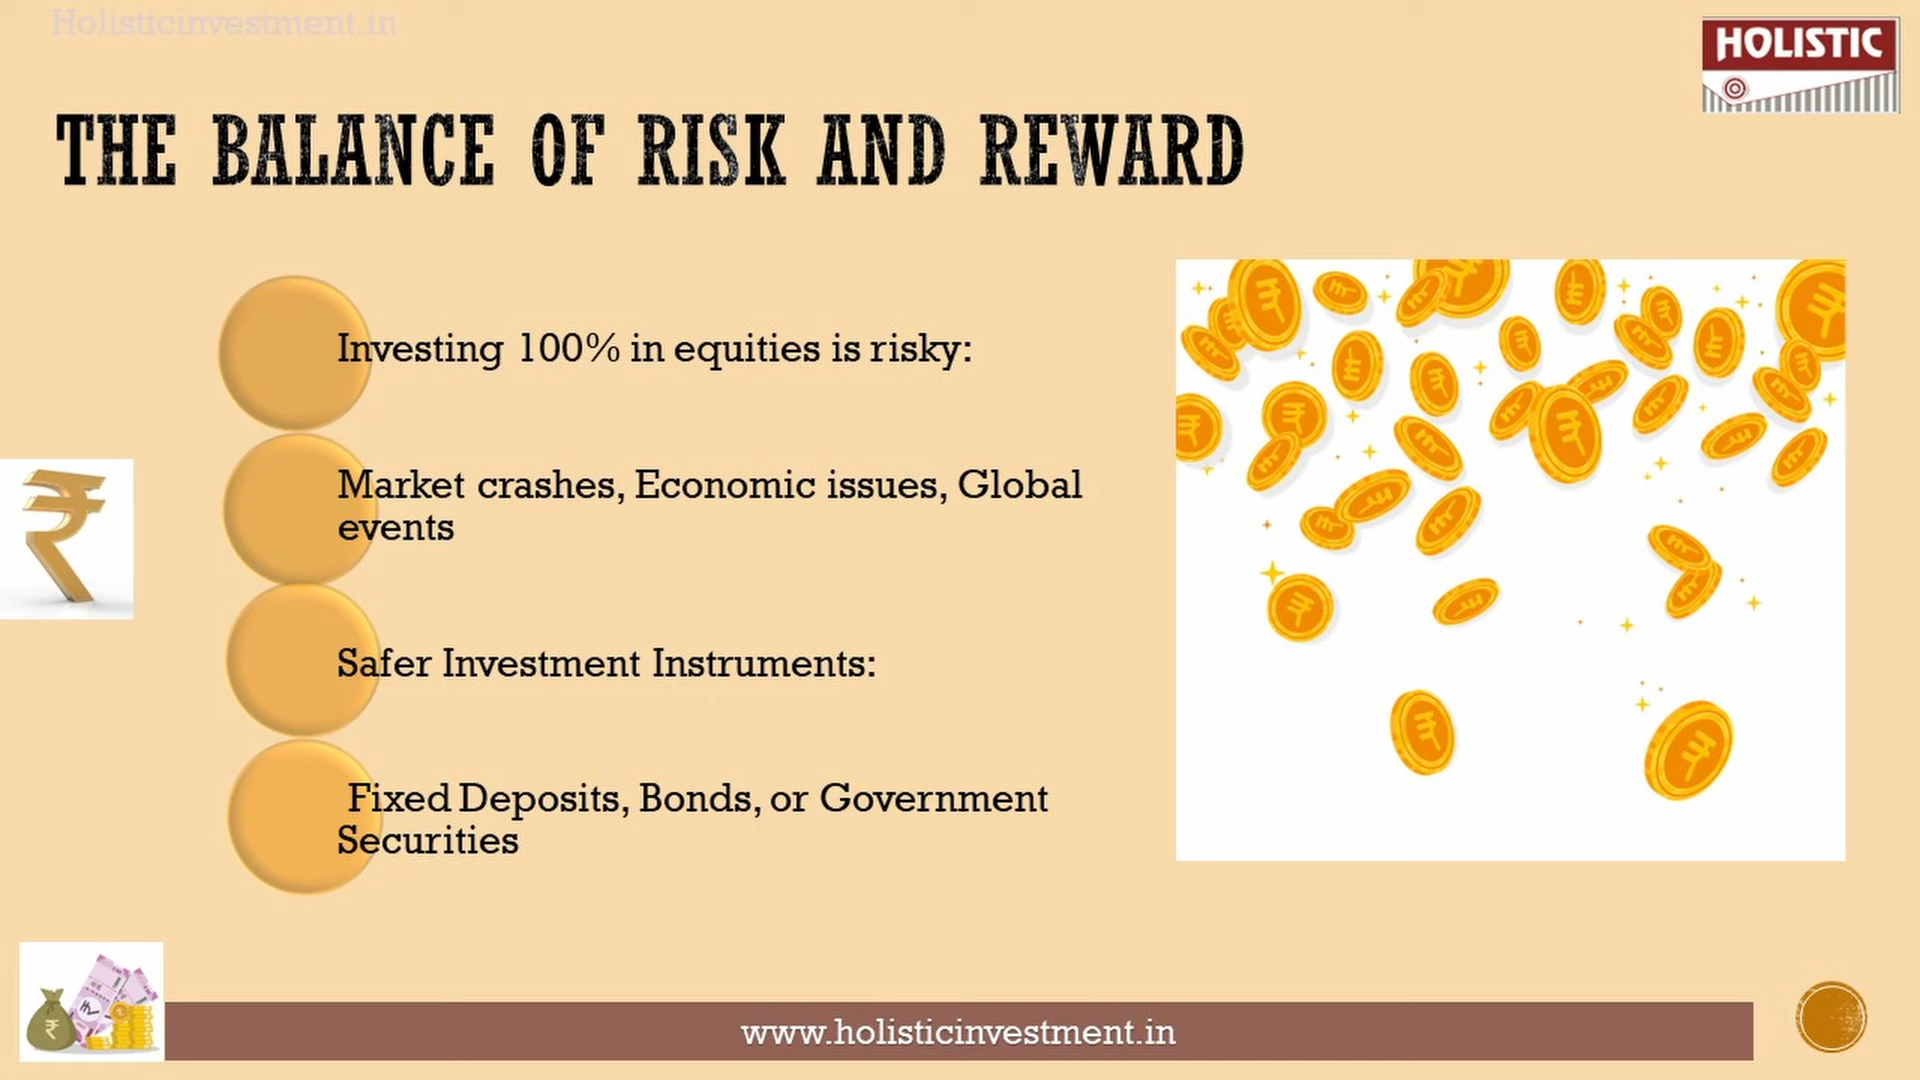 Holisticinvestment.in
HOLISTIC
THE BALANCE OF RISK AND REWARD
Investing 100% in equities is risky:
Market crashes, Economic issues, Global
events
Safer Investment Instruments:
Fixed Deposits, Bonds, or Government
Securities
www.holisticinvestment.in